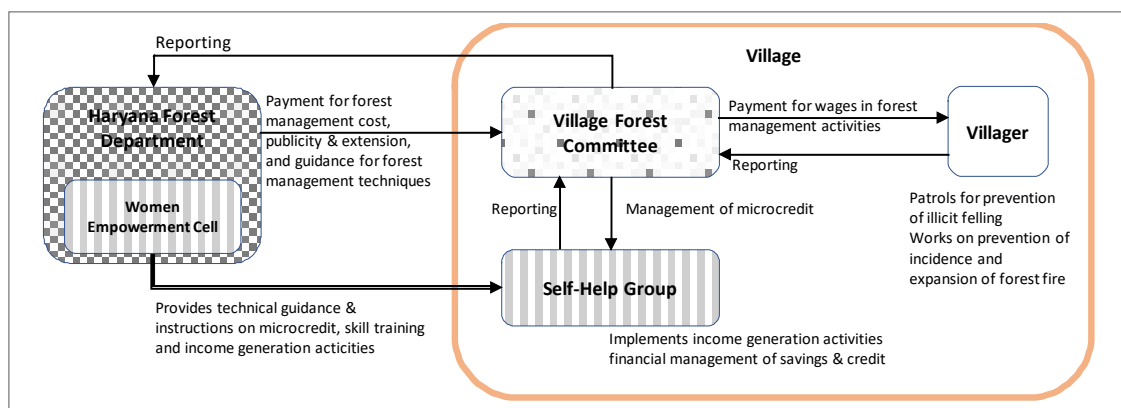 Reporting
Village
Haryana Forest
Department
Women
Empowerment Cell
Payment for forest
management cost,
publicity & extension,
and guidance for forest
management techniques
Village Forest
Committee
Payment for wages in forest
management activities
Reporting
Villager
Patrols for prevention
of illicit felling
Works on prevention of
incidence and
expansion of forest fire
Reporting
Management of microcredit
Self-Help Group
Provides technical guidance &
instructions on microcredit, skill training
and income generation acticities
Implements income generation activities
financial management of savings & credit